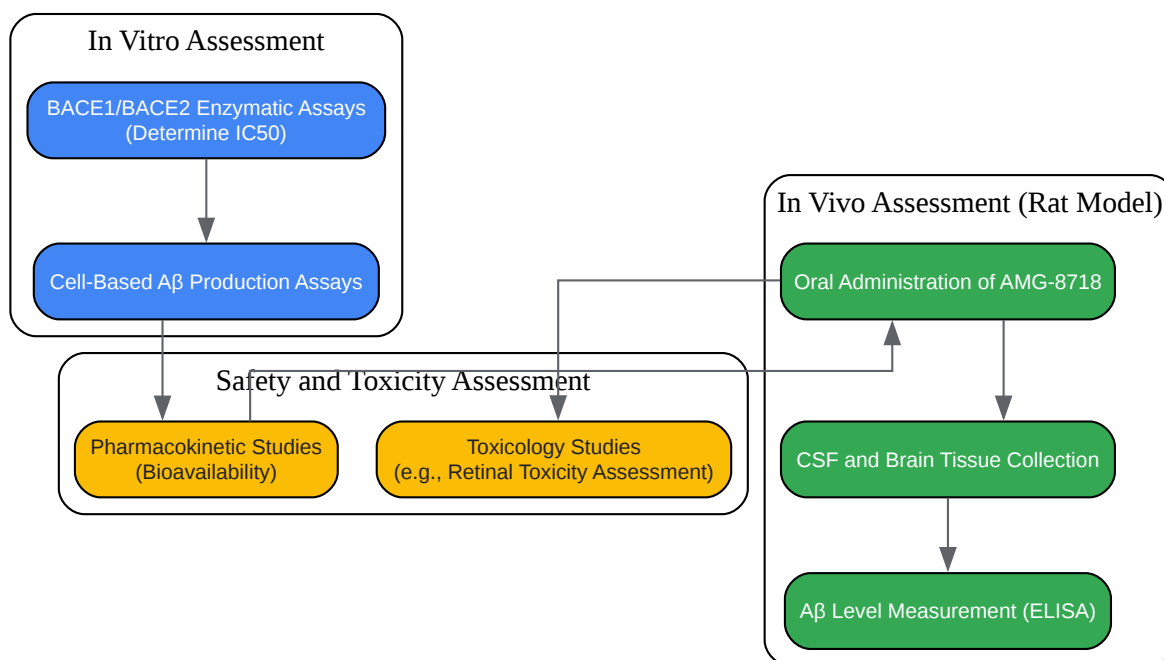 In Vitro Assessment
BACE1/BACE2 Enzymatic Assays
(Determine IC50)
Cell-Based Aβ Production Assays
Safety and Toxicity Assessment
Pharmacokinetic Studies
(Bioavailability)
Toxicology Studies
(e.g., Retinal Toxicity Assessment)
In Vivo Assessment (Rat Model)
Oral Administration of AMG-8718
CSF and Brain Tissue Collection
Aβ Level Measurement (ELISA)